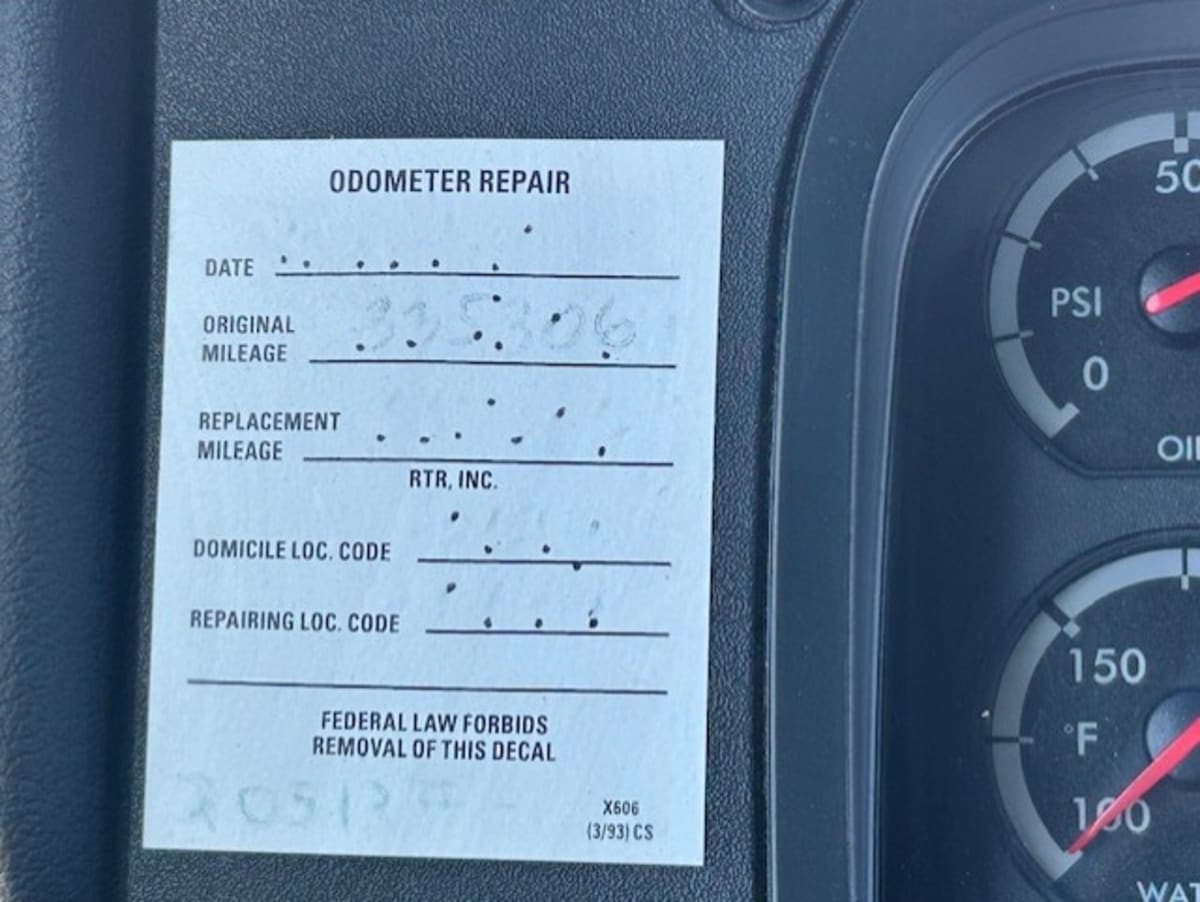 ODOMETER REPAIR
DATE
ORIGINAL
MILEAGE
335306
REPLACEMENT
MILEAGE
RTR, INC.
DOMICILE LOC. CODE
REPAIRING LOC. CODE
FEDERAL LAW FORBIDS
REMOVAL OF THIS DECAL
X606
(3/93) CS
50
PSI
0
150
°F
100